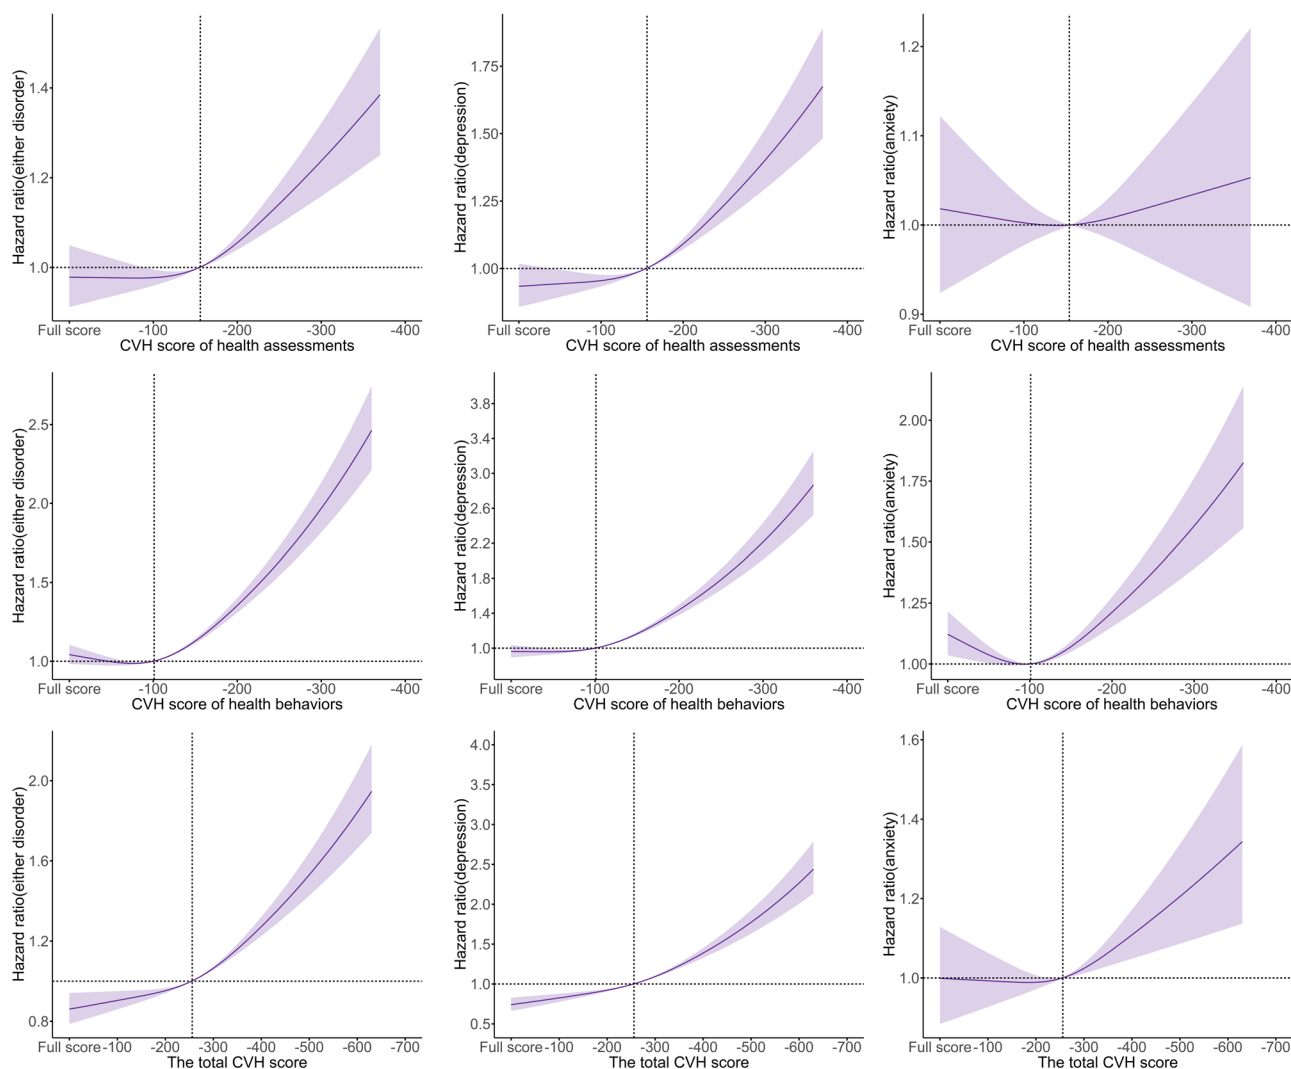 Hazard ratio(either disorder)
1.4
1.2
1.0
Full score -100 -200 -300 -400
CVH score of health assessments
Hazard ratio(depression)
1.75
1.50
1.25
1.00
Full score -100 -200 -300 -400
CVH score of health assessments
Hazard ratio(anxiety)
1.2
1.1
1.0
0.9
Full score -100 -200 -300 -400
CVH score of health assessments
Hazard ratio(either disorder)
2.5
2.0
1.5
1.0
Full score -100 -200 -300 -400
CVH score of health behaviors
Hazard ratio(depression)
3.8
3.4
3.0
2.6
2.2
1.8
1.4
1.0
Full score -100 -200 -300 -400
CVH score of health behaviors
Hazard ratio(anxiety)
2.00
1.75
1.50
1.25
1.00
Full score -100 -200 -300 -400
CVH score of health behaviors
Hazard ratio(either disorder)
2.0
1.6
1.2
0.8
Full score -100 -200 -300 -400 -500 -600 -700
The total CVH score
Hazard ratio(depression)
4.0
3.5
3.0
2.5
2.0
1.5
1.0
0.5
Full score -100 -200 -300 -400 -500 -600 -700
The total CVH score
Hazard ratio(anxiety)
1.6
1.4
1.2
1.0
Full score -100 -200 -300 -400 -500 -600 -700
The total CVH score